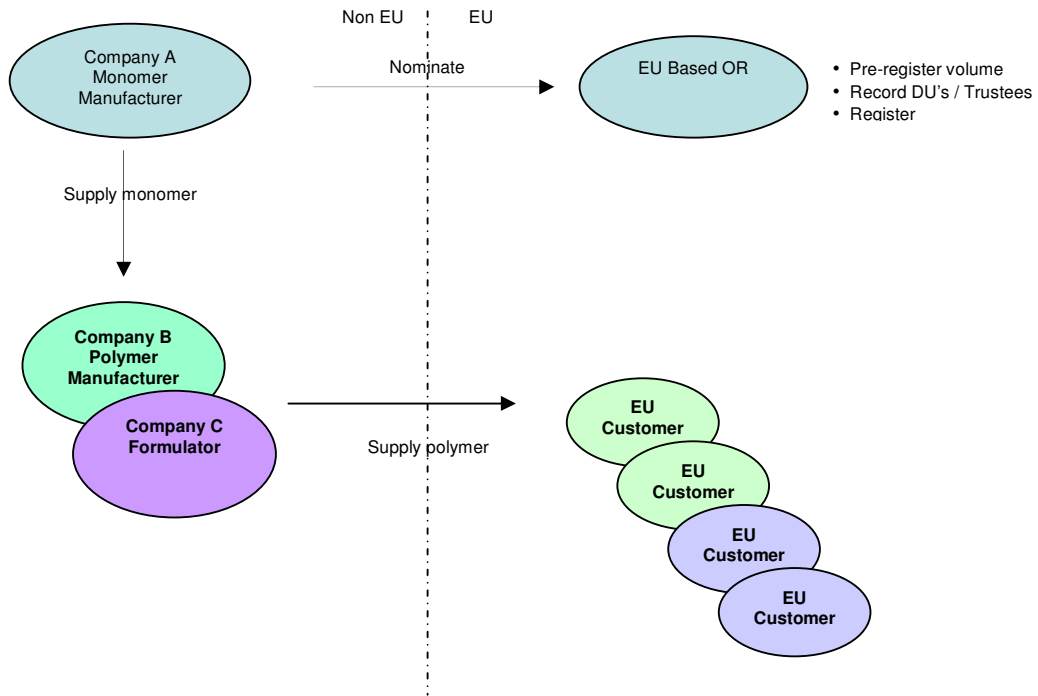 Non EU
EU
Company A
Monomer
Manufacturer
Nominate
EU Based OR
• Pre-register volume
• Record DU's / Trustees
• Register
Supply monomer
Company B
Polymer
Manufacturer
Company C
Formulator
Supply polymer
EU
Customer
EU
Customer
EU
Customer
EU
Customer